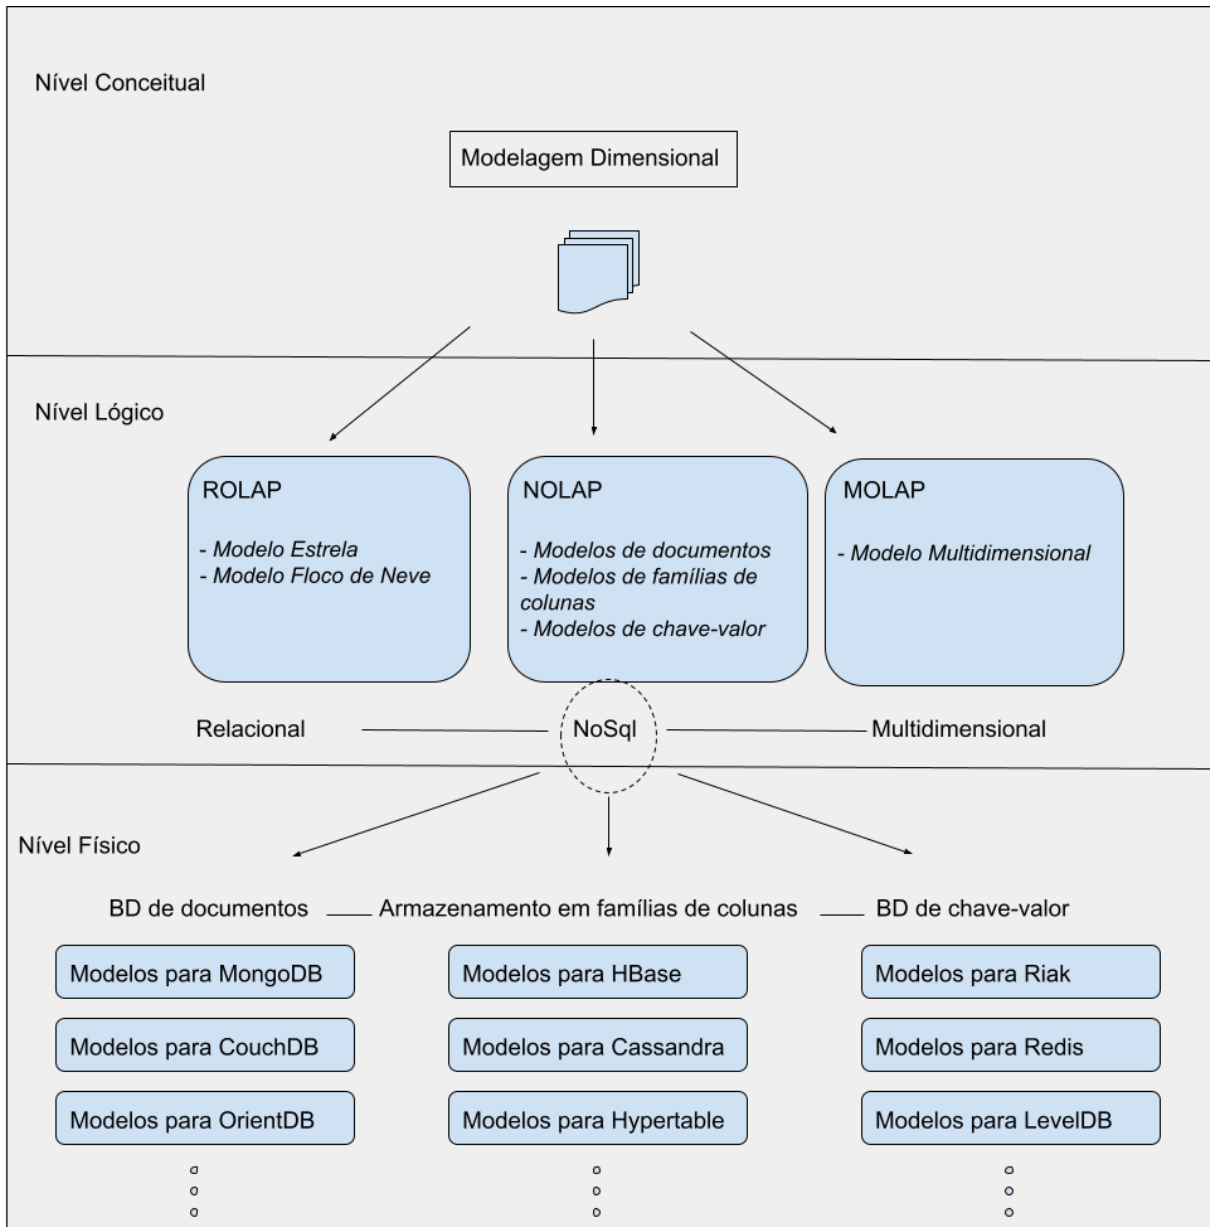 Nível Conceitual
Modelagem Dimensional
Nível Lógico
ROLAP
- Modelo Estrela
- Modelo Floco de Neve
NOLAP
- Modelos de documentos
- Modelos de famílias de
colunas
- Modelos de chave-valor
MOLAP
- Modelo Multidimensional
Relacional
NoSql
Multidimensional
Nível Físico
BD de documentos
Armazenamento em famílias de colunas
BD de chave-valor
Modelos para MongoDB
Modelos para HBase
Modelos para Riak
Modelos para CouchDB
Modelos para Cassandra
Modelos para Redis
Modelos para OrientDB
Modelos para Hypertable
Modelos para LevelDB